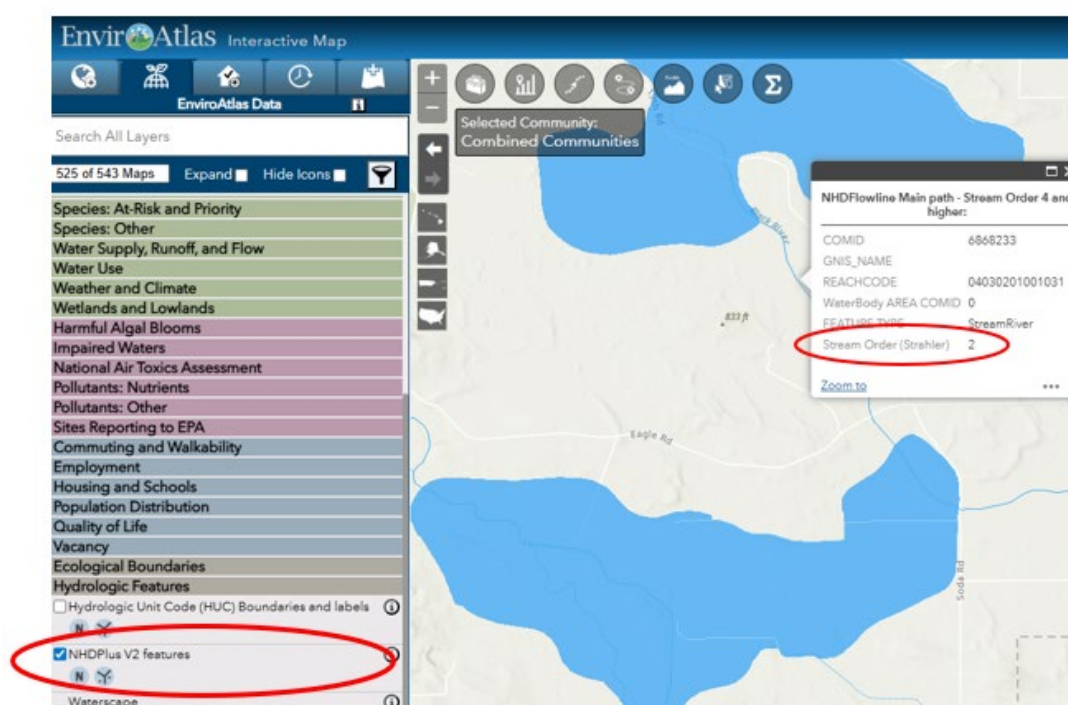 EnviroAtlas Interactive Map
EnviroAtlas Data
Search All Layers
525 of 543 Maps Expand Hide Icons
Species: At-Risk and Priority
Species: Other
Water Supply, Runoff, and Flow
Water Use
Weather and Climate
Wetlands and Lowlands
Harmful Algal Blooms
Impaired Waters
National Air Toxics Assessment
Pollutants: Nutrients
Pollutants: Other
Sites Reporting to EPA
Commuting and Walkability
Employment
Housing and Schools
Population Distribution
Quality of Life
Vacancy
Ecological Boundaries
Hydrologic Features
Hydrologic Unit Code (HUC) Boundaries and labels
N
NHDPlus V2 features
N
Waterscape
Selected Community:
Combined Communities
833 ft
Eagle Rd
Soda Rd
NHDFlowline Main path - Stream Order 4 and
higher:
COMID 6868233
GNIS_NAME
REACHCODE 04030201001031
WaterBody AREA COMID 0
FEATURE TYPE StreamRiver
Stream Order (Strahler) 2
Zoom to